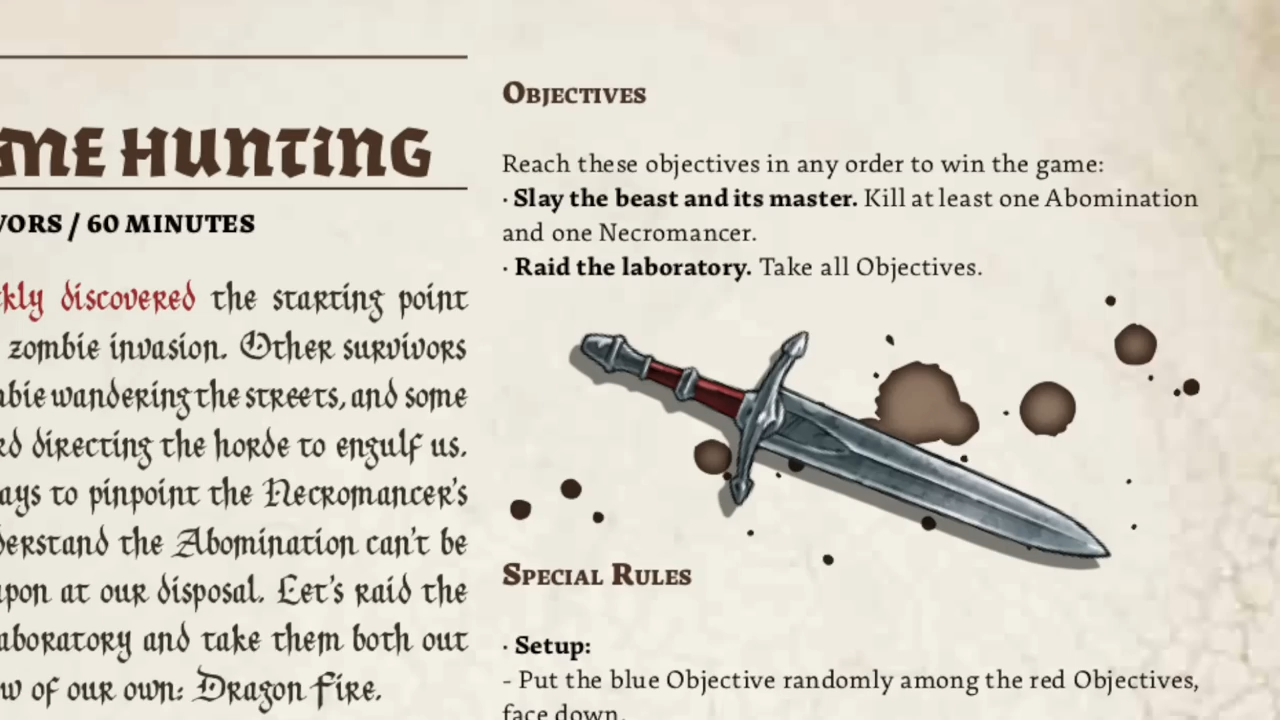 ME HUNTING
VORS / 60 MINUTES
kly discovered the starting point
zombie invasion. Other survivors
wandering the streets, and some
directing the horde to engulf us.
ays to pinpoint the Necromancer's
derstand the Abomination can't be
pon at our disposal. Let's raid the
aboratory and take them both out
w of our own: Dragon Fire.
Objectives
Reach these objectives in any order to win the game:
· Slay the beast and its master. Kill at least one Abomination
and one Necromancer.
· Raid the laboratory. Take all Objectives.
Special Rules
· Setup:
- Put the blue Objective randomly among the red Objectives,
face down.